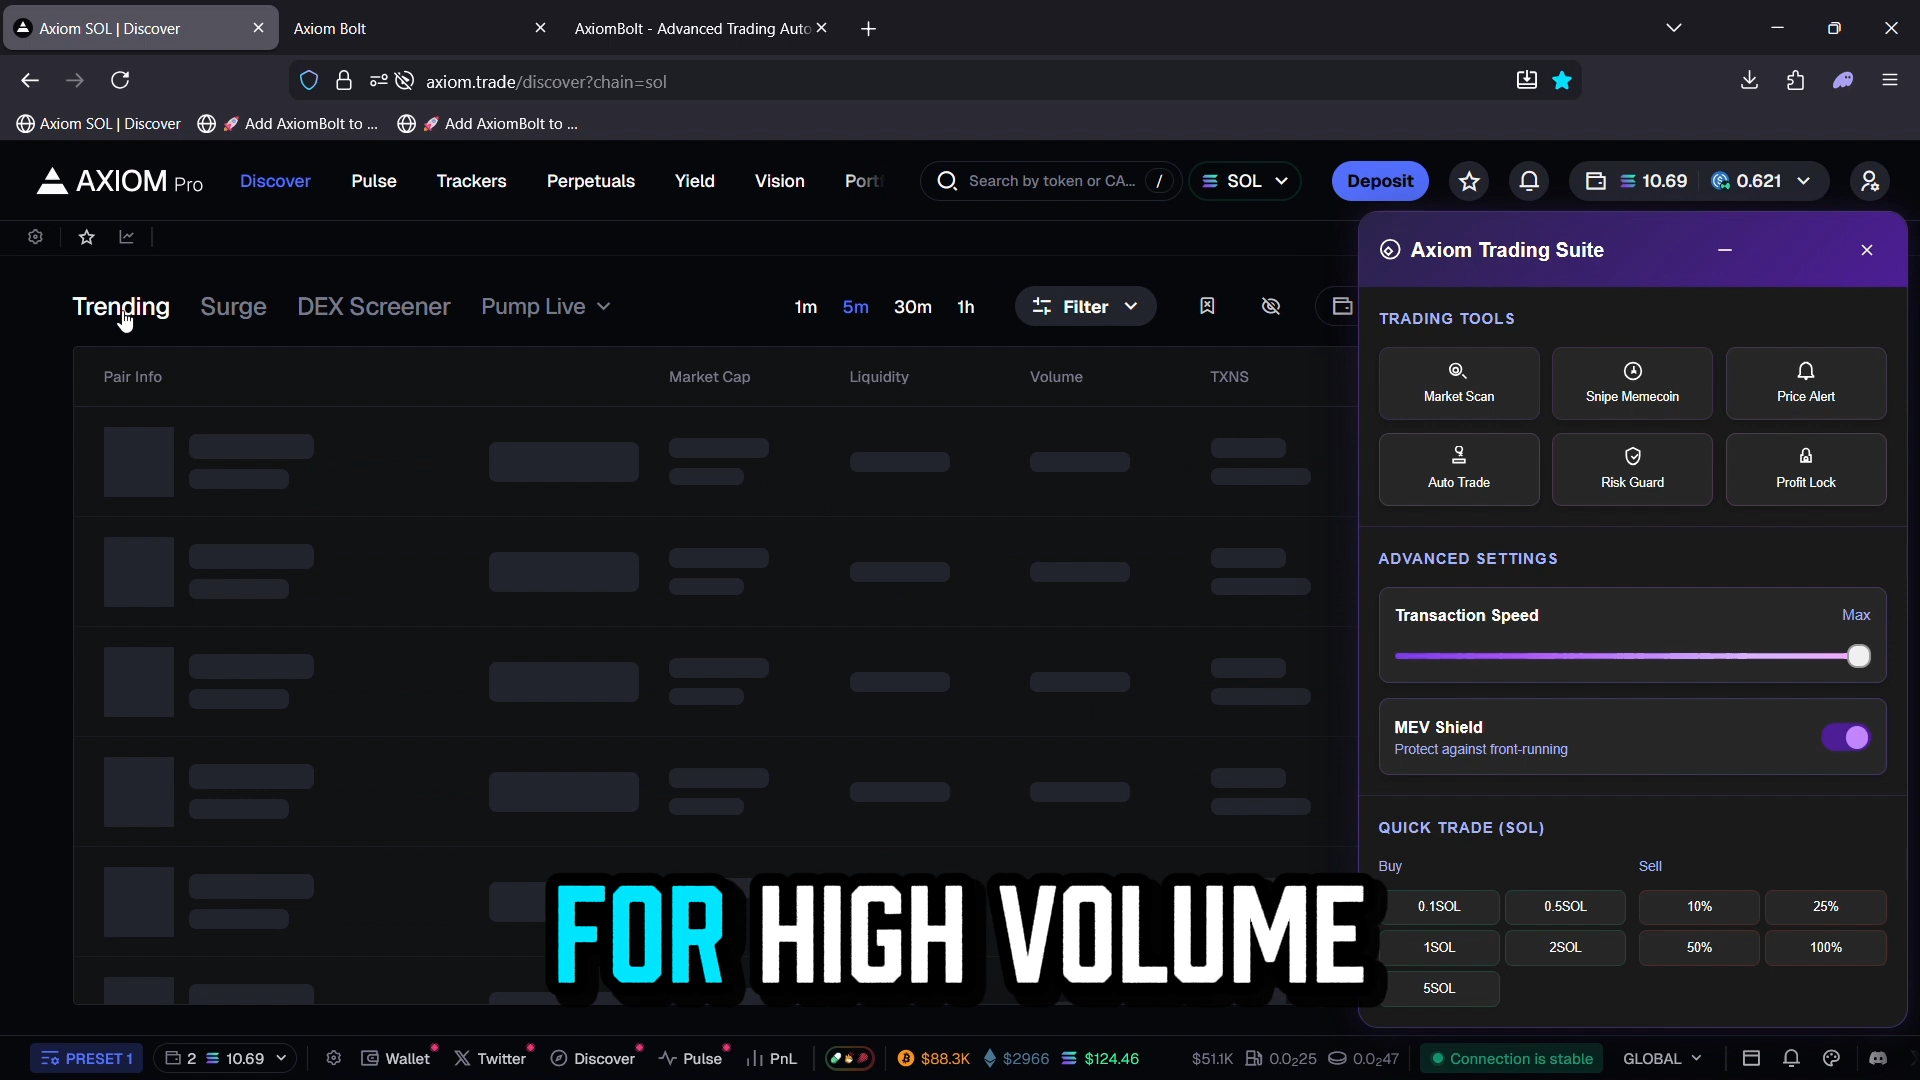 Axiom SOL | Discover
Axiom Bolt
AxiomBolt - Advanced Trading Auto
axiom.trade/discover?chain=sol
Axiom SOL | Discover
Add AxiomBolt to ...
Add AxiomBolt to ...
AXIOM Pro
Discover
Pulse
Trackers
Perpetuals
Yield
Vision
Portf
Search by token or CA...
/
SOL
Deposit
10.69
0.621
Axiom Trading Suite
Trending
Surge
DEX Screener
Pump Live
1m
5m
30m
1h
Filter
TRADING TOOLS
Pair Info
Market Cap
Liquidity
Volume
TXNS
Market Scan
Snipe Memecoin
Price Alert
Auto Trade
Risk Guard
Profit Lock
ADVANCED SETTINGS
Transaction Speed
Max
MEV Shield
Protect against front-running
QUICK TRADE (SOL)
Buy
Sell
0.1SOL
0.5SOL
10%
25%
1SOL
2SOL
50%
100%
5SOL
FOR HIGH VOLUME
PRESET 1
2
10.69
Wallet
Twitter
Discover
Pulse
PnL
$88.3K
$2966
$124.46
$51.1K
0.0₂25
0.0₂47
Connection is stable
GLOBAL